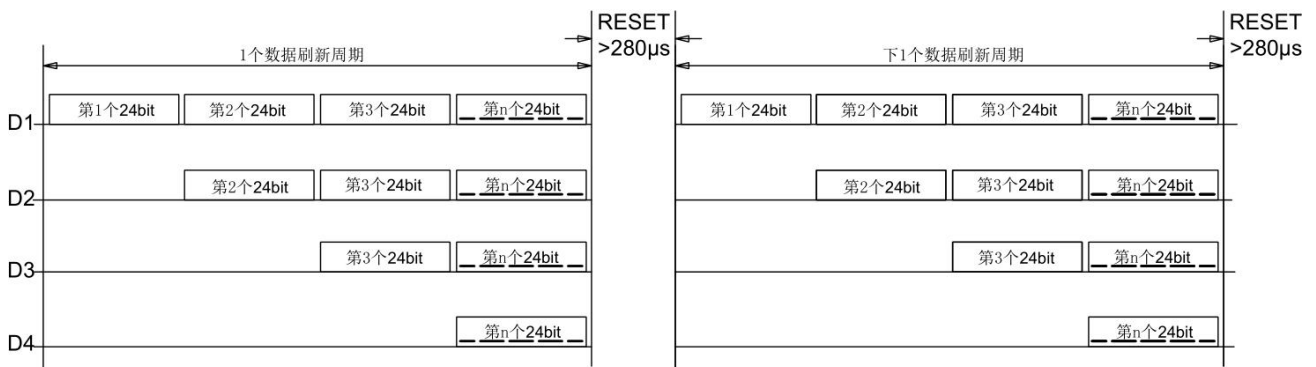 RESET
>280μs
RESET
>280μs
1个数据刷新周期
下1个数据刷新周期
D1
第1个24bit
第2个24bit
第3个24bit
第n个24bit
第1个24bit
第2个24bit
第3个24bit
第n个24bit
D2
第2个24bit
第3个24bit
第n个24bit
第2个24bit
第3个24bit
第n个24bit
D3
第3个24bit
第n个24bit
第3个24bit
第n个24bit
D4
第n个24bit
第n个24bit